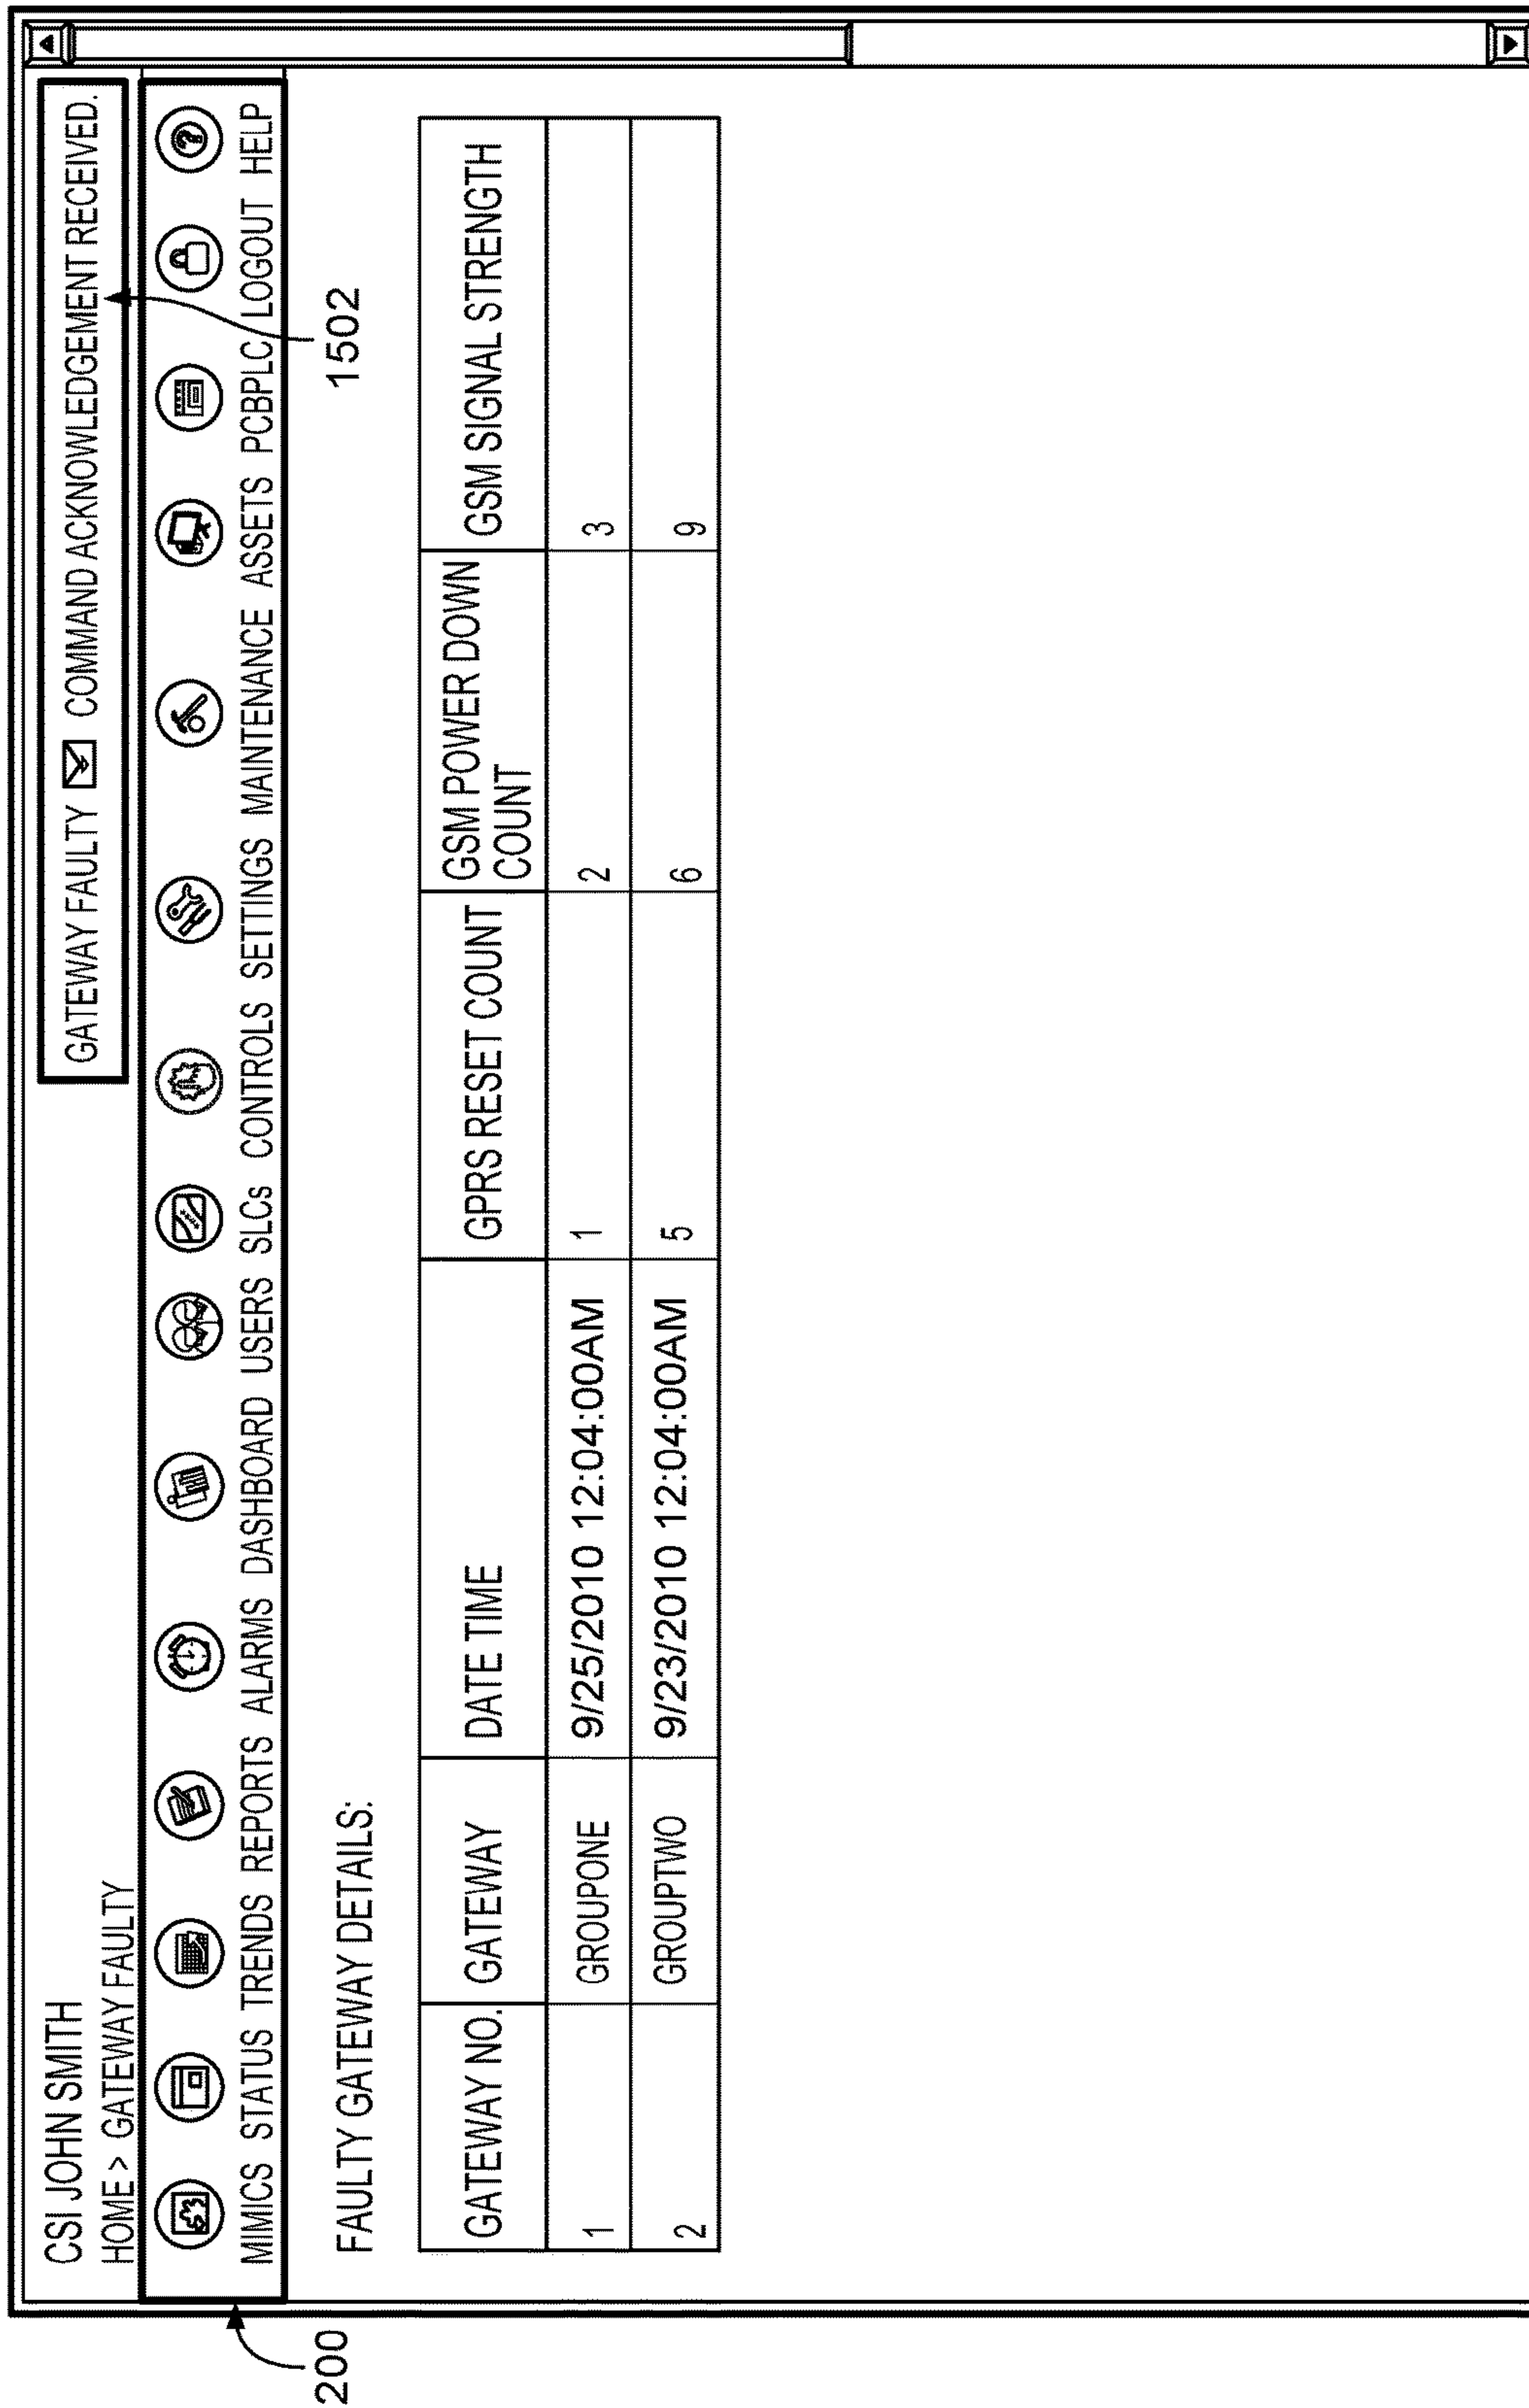 CSI JOHN SMITH
GATEWAY FAULTY COMMAND ACKNOWLEDGEMENT RECEIVED.
HOME > GATEWAY FAULTY
MIMICS STATUS TRENDS REPORTS ALARMS DASHBOARD USERS SLCs CONTROLS SETTINGS MAINTENANCE ASSETS PCBPLC LOGOUT HELP
200
1502
FAULTY GATEWAY DETAILS:
GATEWAY NO. GATEWAY DATE TIME GPRS RESET COUNT GSM POWER DOWN COUNT GSM SIGNAL STRENGTH
1 GROUPONE 9/25/2010 12:04:00AM 1 2 3
2 GROUPTWO 9/23/2010 12:04:00AM 5 6 9